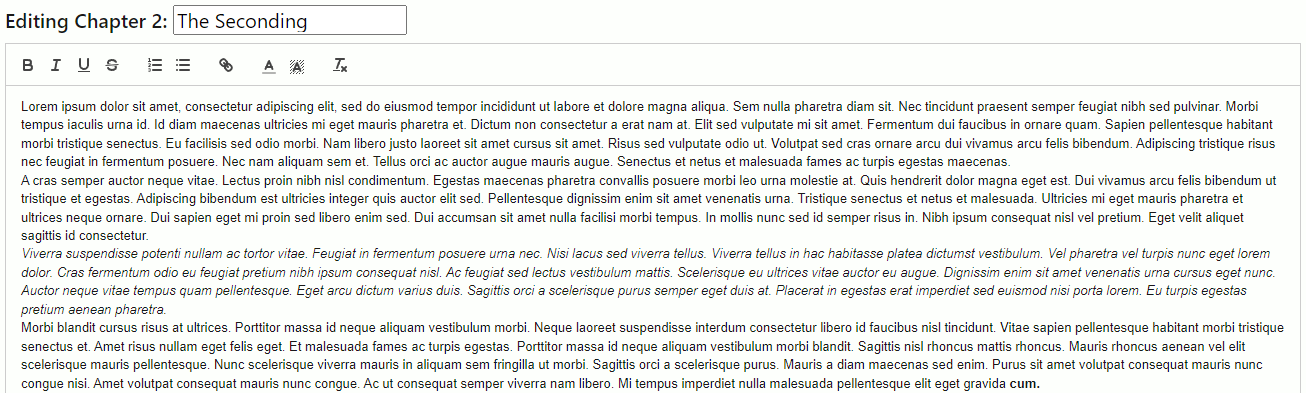 Editing Chapter 2: The Seconding
B I U S A A Tx
Lorem ipsum dolor sit amet, consectetur adipiscing elit, sed do eiusmod tempor incididunt ut labore et dolore magna aliqua. Sem nulla pharetra diam sit. Nec tincidunt praesent semper feugiat nibh sed pulvinar. Morbi
tempus iaculis urna id. Id diam maecenas ultricies mi eget mauris pharetra et. Dictum non consectetur a erat nam at. Elit sed vulputate mi sit amet. Fermentum dui faucibus in ornare quam. Sapien pellentesque habitant
morbi tristique senectus. Eu facilisis sed odio morbi. Nam libero justo laoreet sit amet cursus sit amet. Risus sed vulputate odio ut. Volutpat sed cras ornare arcu dui vivamus arcu felis bibendum. Adipiscing tristique risus
nec feugiat in fermentum posuere. Nec nam aliquam sem et. Tellus orci ac auctor augue mauris augue. Senectus et netus et malesuada fames ac turpis egestas maecenas.
A cras semper auctor neque vitae. Lectus proin nibh nisl condimentum. Egestas maecenas pharetra convallis posuere morbi leo urna molestie at. Quis hendrerit dolor magna eget est. Dui vivamus arcu felis bibendum ut
tristique et egestas. Adipiscing bibendum est ultricies integer quis auctor elit sed. Pellentesque dignissim enim sit amet venenatis urna. Tristique senectus et netus et malesuada. Ultricies mi eget mauris pharetra et
ultrices neque ornare. Dui sapien eget mi proin sed libero enim sed. Dui accumsan sit amet nulla facilisi morbi tempus. In mollis nunc sed id semper risus in. Nibh ipsum consequat nisl vel pretium. Eget velit aliquet
sagittis id consectetur.
Viverra suspendisse potenti nullam ac tortor vitae. Feugiat in fermentum posuere urna nec. Nisi lacus sed viverra tellus. Viverra tellus in hac habitasse platea dictumst vestibulum. Vel pharetra vel turpis nunc eget lorem
dolor. Cras fermentum odio eu feugiat pretium nibh ipsum consequat nisl. Ac feugiat sed lectus vestibulum mattis. Scelerisque eu ultrices vitae auctor eu augue. Dignissim enim sit amet venenatis urna cursus eget nunc.
Auctor neque vitae tempus quam pellentesque. Eget arcu dictum varius duis. Sagittis orci a scelerisque purus semper eget duis at. Placerat in egestas erat imperdiet sed euismod nisi porta lorem. Eu turpis egestas
pretium aenean pharetra.
Morbi blandit cursus risus at ultrices. Porttitor massa id neque aliquam vestibulum morbi. Neque laoreet suspendisse interdum consectetur libero id faucibus nisl tincidunt. Vitae sapien pellentesque habitant morbi tristique
senectus et. Amet risus nullam eget felis eget. Et malesuada fames ac turpis egestas. Porttitor massa id neque aliquam vestibulum morbi blandit. Sagittis nisl rhoncus mattis rhoncus. Mauris rhoncus aenean vel elit
scelerisque mauris pellentesque. Nunc scelerisque viverra mauris in aliquam sem fringilla ut morbi. Sagittis orci a scelerisque purus. Mauris a diam maecenas sed enim. Purus sit amet volutpat consequat mauris nunc
congue nisi. Amet volutpat consequat mauris nunc congue. Ac ut consequat semper viverra nam libero. Mi tempus imperdiet nulla malesuada pellentesque elit eget gravida cum.